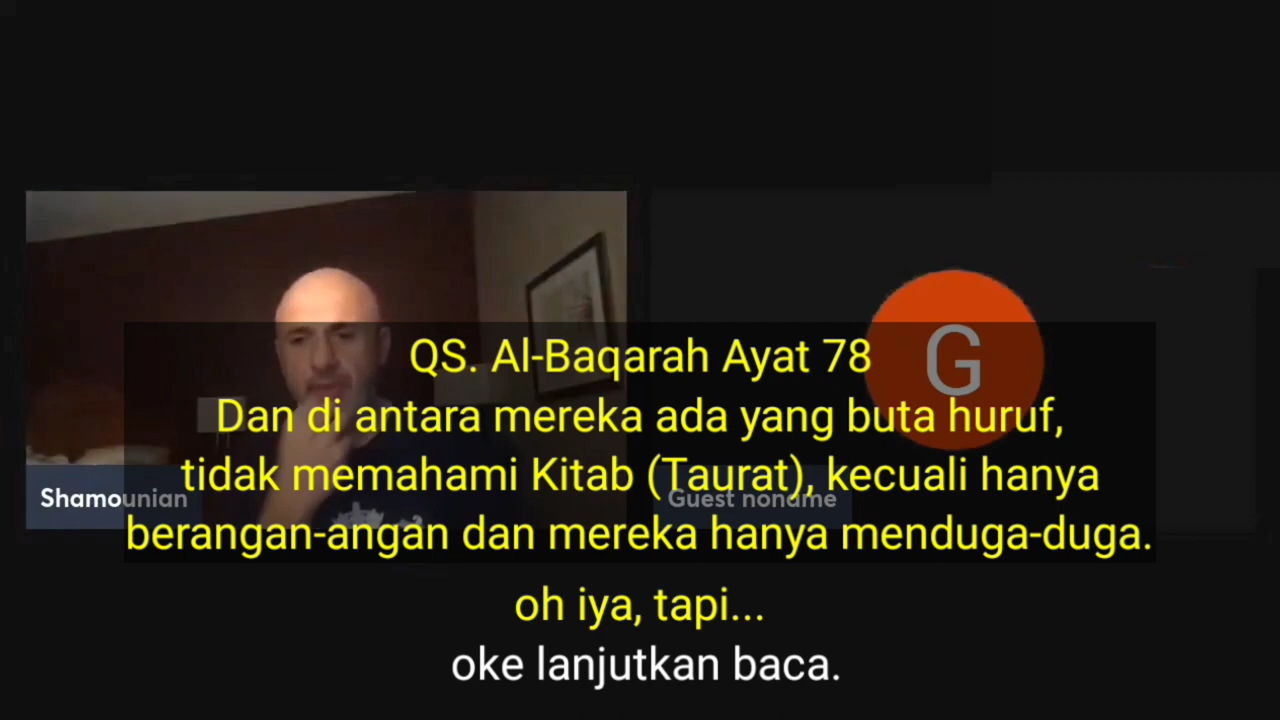 QS. Al-Baqarah Ayat 78
Dan di antara mereka ada yang buta huruf,
tidak memahami Kitab (Taurat), kecuali hanya
berangan-angan dan mereka hanya menduga-duga.
oh iya, tapi...
oke lanjutkan baca.
G
Shamounian
Guest noname